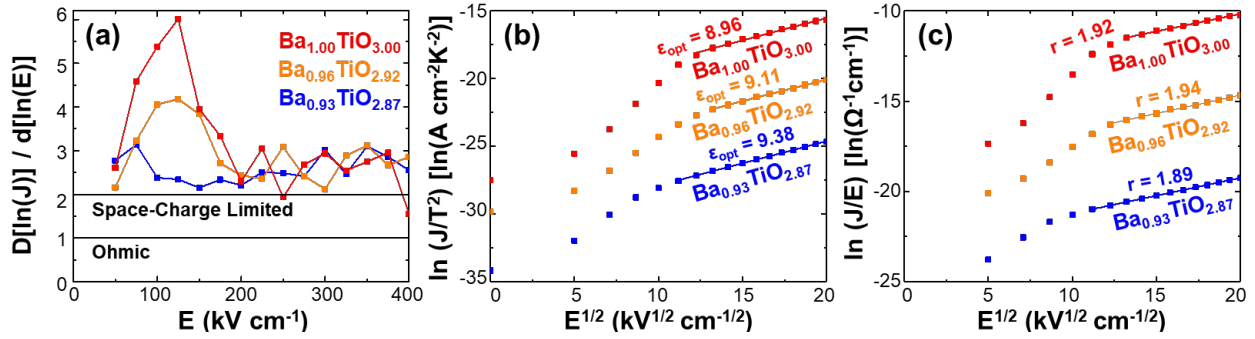 (a)
Ba1.00TiO3.00
Ba0.96TiO2.92
Ba0.93TiO2.87
Space-Charge Limited
Ohmic
D[ln(J)] / d[ln(E)]
6
5
4
3
2
1
0
0 100 200 300 400
E (kV cm-1)
(b)
εopt = 8.96
Ba1.00TiO3.00
εopt = 9.11
Ba0.96TiO2.92
εopt = 9.38
Ba0.93TiO2.87
ln (J/T2) [ln(A cm-2K-2)]
-15
-20
-25
-30
-35
0 5 10 15 20
E1/2 (kV1/2 cm-1/2)
(c)
r = 1.92
Ba1.00TiO3.00
r = 1.94
Ba0.96TiO2.92
r = 1.89
Ba0.93TiO2.87
ln (J/E) [ln(Ω-1cm-1)]
-10
-15
-20
-25
0 5 10 15 20
E1/2 (kV1/2 cm-1/2)